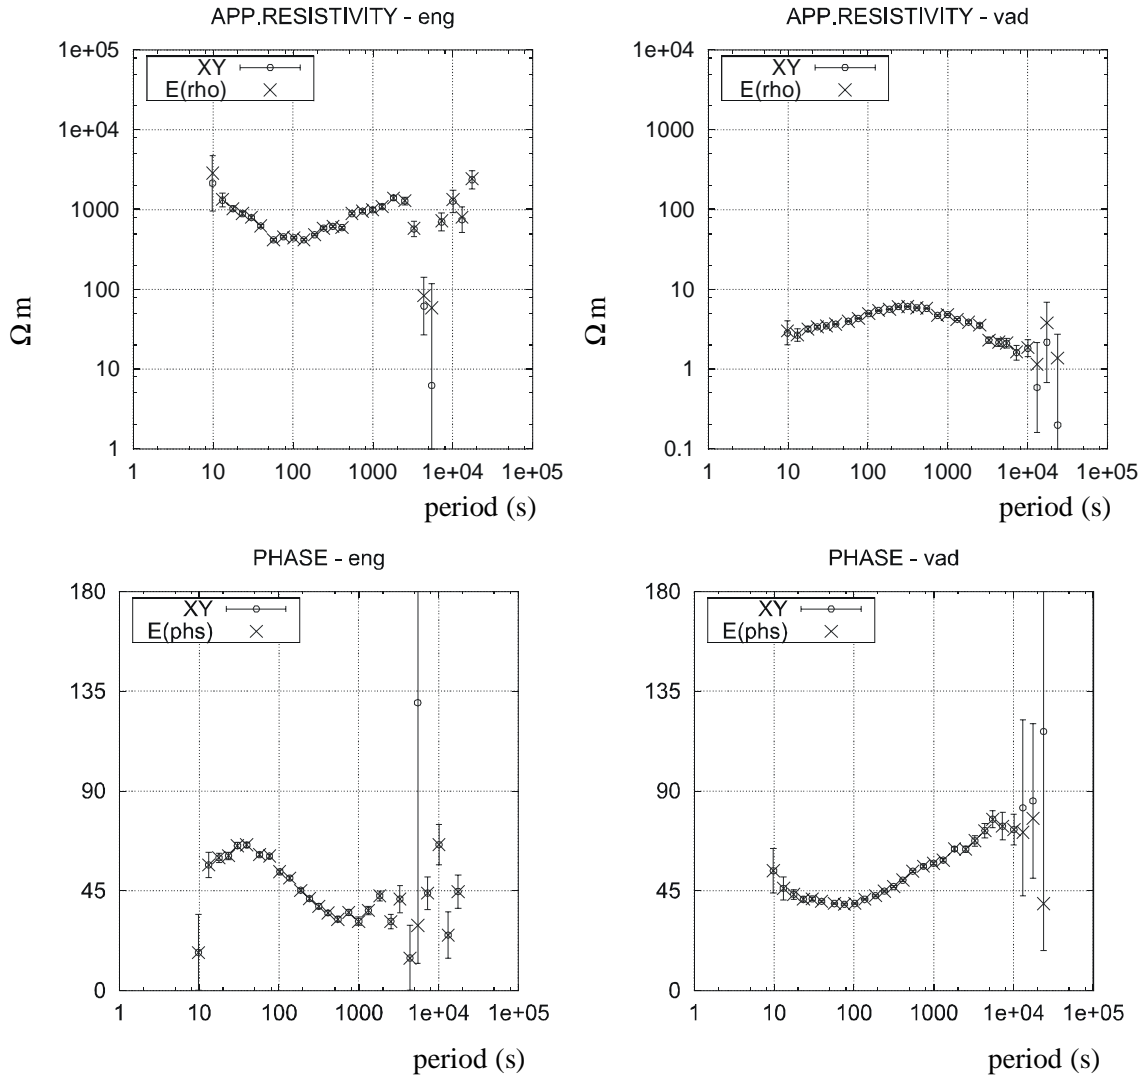 APP.RESISTIVITY - eng
1e+05
XY
E(rho)
1e+04
1000
Ω m
100
10
1
1 10 100 1000 1e+04 1e+05
period (s)
APP.RESISTIVITY - vad
1e+04
XY
E(rho)
1000
100
Ω m
10
1
0.1
1 10 100 1000 1e+04 1e+05
period (s)
PHASE - eng
180
XY
E(phs)
135
90
45
0
1 10 100 1000 1e+04 1e+05
period (s)
PHASE - vad
180
XY
E(phs)
135
90
45
0
1 10 100 1000 1e+04 1e+05
period (s)